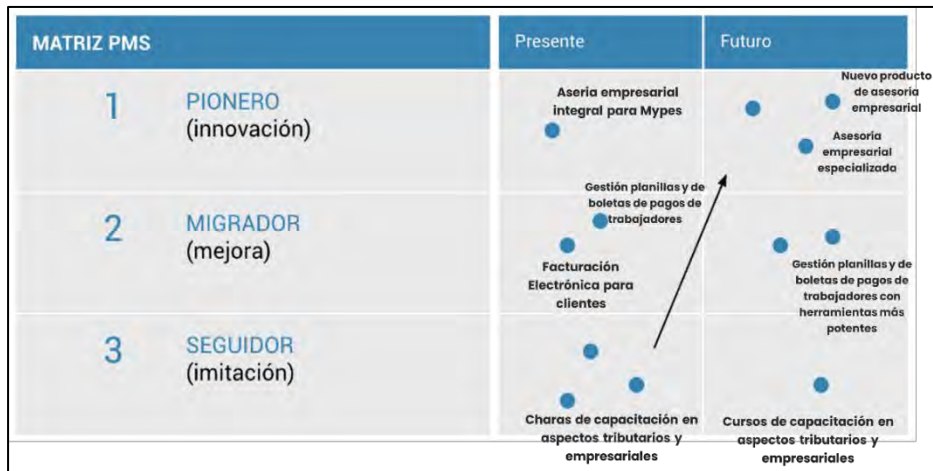 MATRIZ PMS
Presente
Futuro
1
PIONERO
(innovación)
Aseria empresarial
integral para Mypes
Nuevo producto
de asesoría
empresarial
Asesoria
empresarial
especializada
2
MIGRADOR
(mejora)
Gestión planillas y de
boletas de pagos de
trabajadores
Facturación
Electrónica para
clientes
Gestión planillas y de
boletas de pagos de
trabajadores con
herramientas más
potentes
3
SEGUIDOR
(imitación)
Charas de capacitación en
aspectos tributarios y
empresariales
Cursos de capacitación en
aspectos tributarios y
empresariales